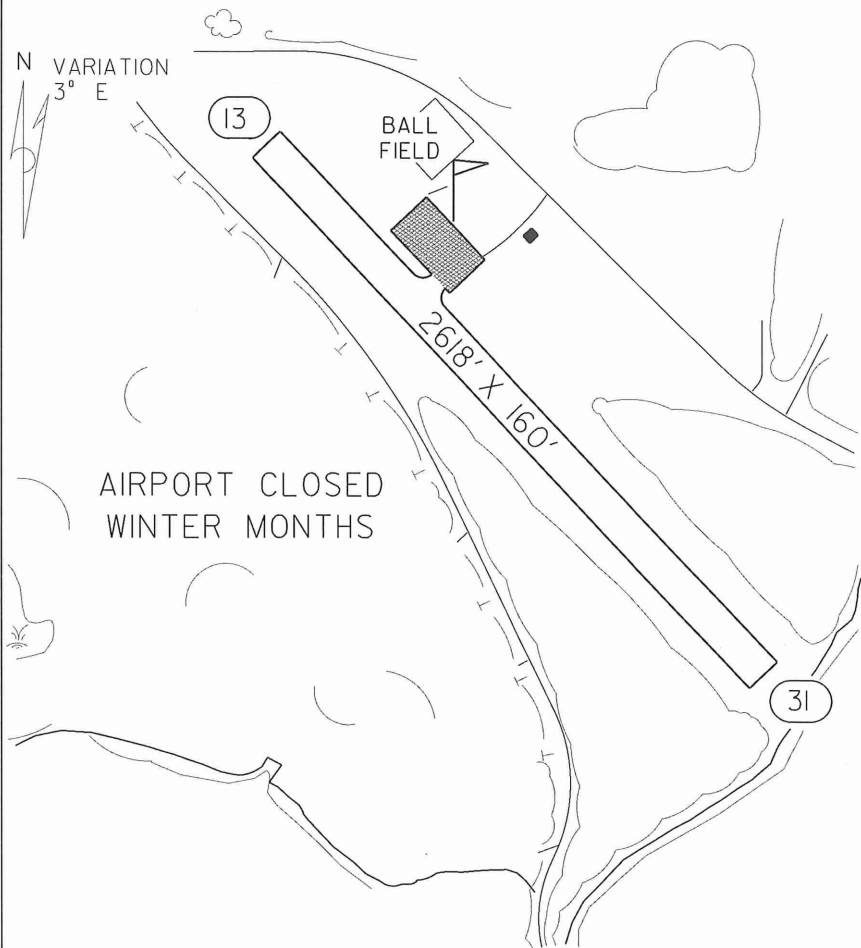 N VARIATION
3° E
13
BALL
FIELD
2618' X 160'
AIRPORT CLOSED
WINTER MONTHS
31